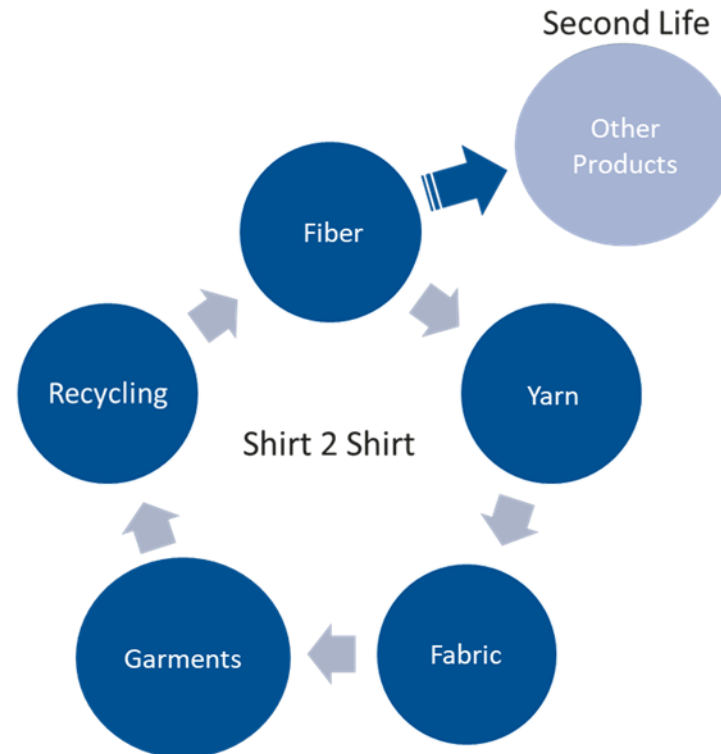 Second Life
Other
Products
Fiber
Yarn
Recycling
Shirt 2 Shirt
Fabric
Garments